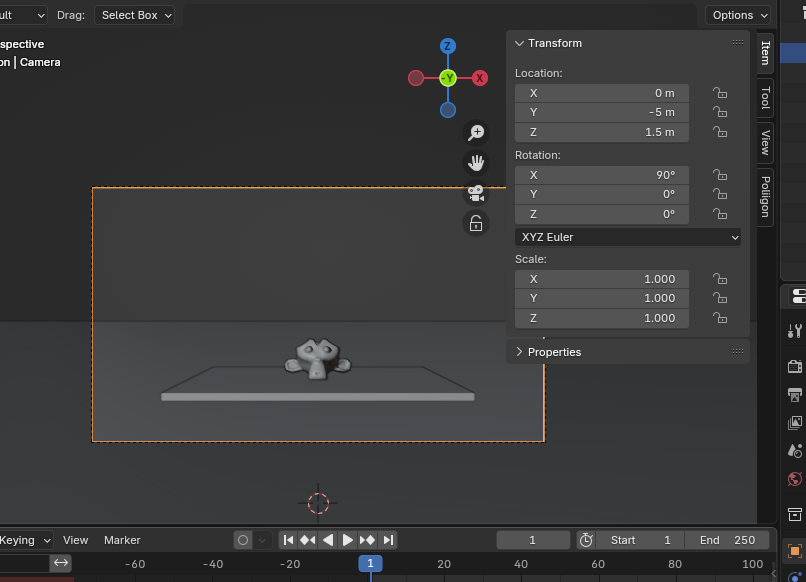 ult
Drag:
Select Box
Options
spective
on | Camera
Z
-Y
X
Transform
Location:
X 0 m
Y -5 m
Z 1.5 m
Rotation:
X 90°
Y 0°
Z 0°
XYZ Euler
Scale:
X 1.000
Y 1.000
Z 1.000
Properties
Item
Tool
View
Poliigon
Keying
View
Marker
1
Start 1
End 250
-60
-40
-20
1
20
40
60
80
100